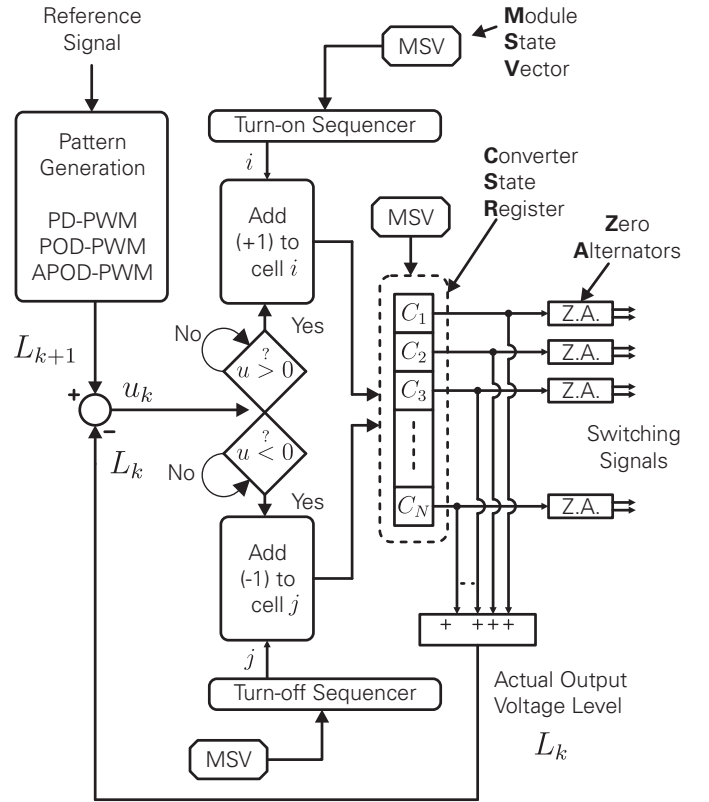 Reference
Signal
MSV
Module
State
Vector
Turn-on Sequencer
Pattern
Generation
PD-PWM
POD-PWM
APOD-PWM
i
Add
(+1) to
cell i
MSV
Converter
State
Register
Zero
Alternators
No
Yes
?
u > 0
C_1
Z.A.
C_2
Z.A.
C_3
Z.A.
L_{k+1}
+
u_k
−
L_k
?
u < 0
No
Yes
Switching
Signals
C_N
Z.A.
Add
(-1) to
cell j
+ +++
j
Turn-off Sequencer
MSV
Actual Output
Voltage Level
L_k